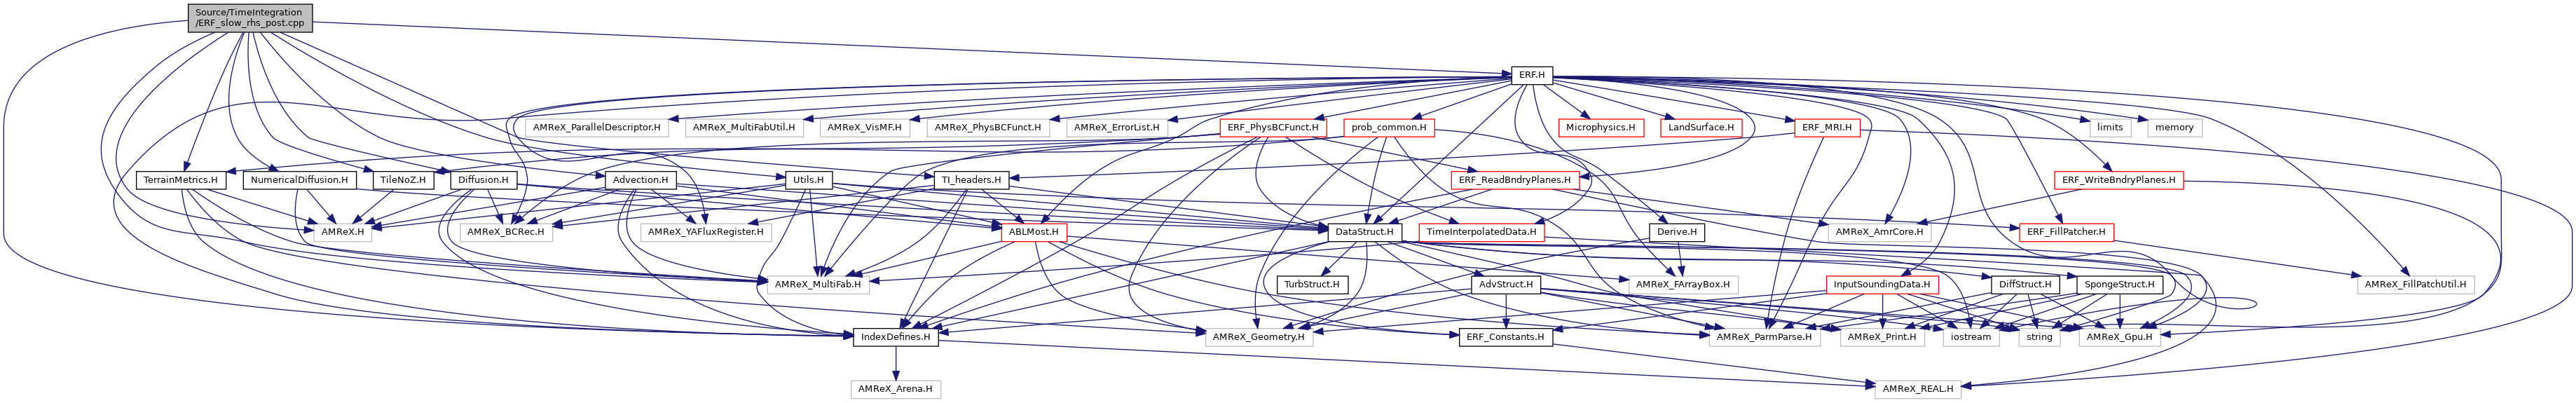 Source/TimeIntegration
/ERF_slow_rhs_post.cpp
ERF.H
AMReX_ParallelDescriptor.H
AMReX_MultiFabUtil.H
AMReX_VisMF.H
AMReX_PhysBCFunct.H
AMReX_ErrorList.H
ERF_PhysBCFunct.H
prob_common.H
Microphysics.H
LandSurface.H
ERF_MRI.H
limits
memory
TerrainMetrics.H
NumericalDiffusion.H
TileNoZ.H
Diffusion.H
Advection.H
Utils.H
TI_headers.H
ERF_ReadBndryPlanes.H
ERF_WriteBndryPlanes.H
AMReX.H
AMReX_BCRec.H
AMReX_YAFluxRegister.H
ABLMost.H
DataStruct.H
TimeInterpolatedData.H
Derive.H
AMReX_AmrCore.H
ERF_FillPatcher.H
AMReX_MultiFab.H
TurbStruct.H
AdvStruct.H
AMReX_FArrayBox.H
InputSoundingData.H
DiffStruct.H
SpongeStruct.H
AMReX_FillPatchUtil.H
IndexDefines.H
AMReX_Geometry.H
ERF_Constants.H
AMReX_ParmParse.H
AMReX_Print.H
iostream
string
AMReX_Gpu.H
AMReX_Arena.H
AMReX_REAL.H